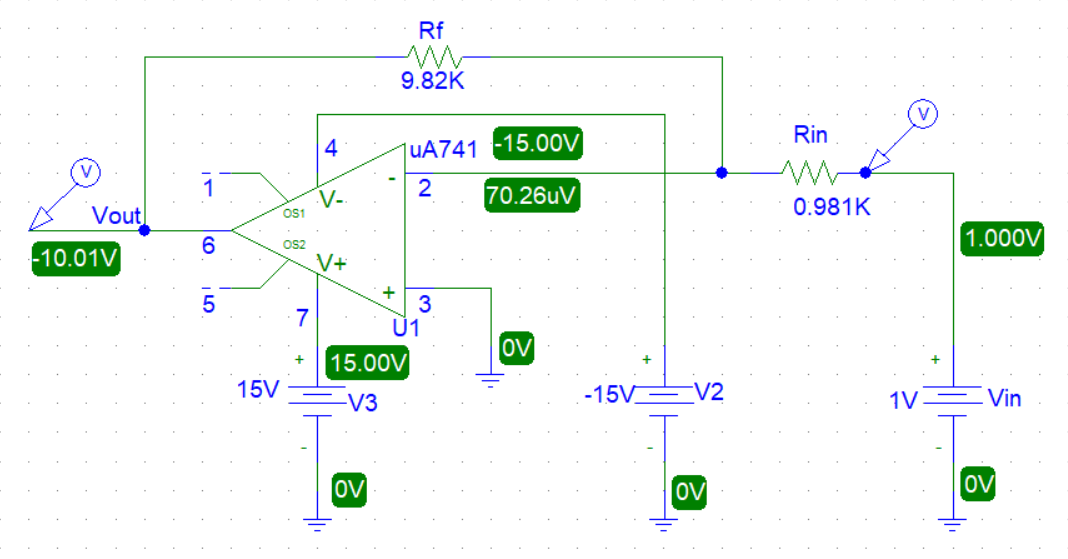 Rf
9.82K
V
4
uA741
-15.00V
Rin
V
1
-
2
V-
OS1
70.26uV
0.981K
Vout
6
OS2
1.000V
-10.01V
V+
5
7
+
3
U1
0V
+
15.00V
+
+
15V
V3
-15V
V2
1V
Vin
-
-
-
0V
0V
0V